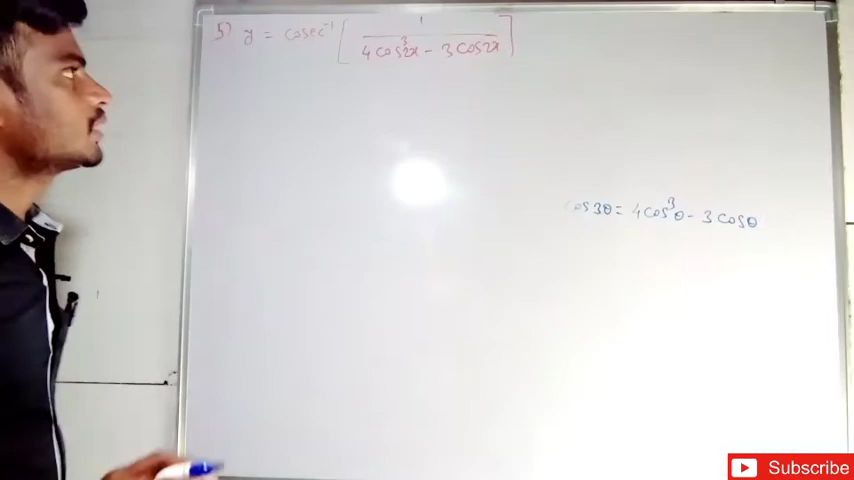 5) y = cosec⁻¹ [ 1 / 4cos³2x - 3cos2x ]
cos3θ = 4cos³θ - 3cosθ
Subscribe